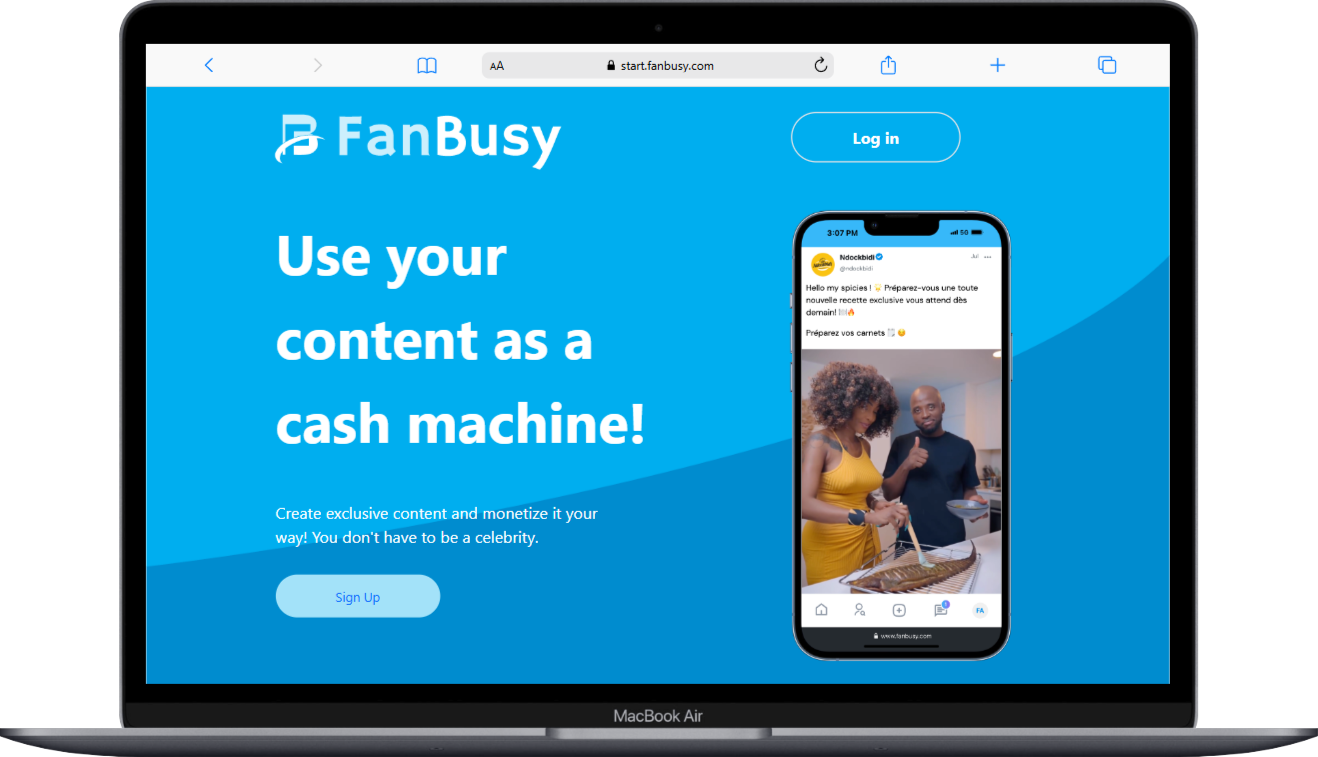 AA
start.fanbusy.com
B FanBusy
Log in
Use your
content as a
cash machine!
Create exclusive content and monetize it your
way! You don't have to be a celebrity.
Sign Up
3:07 PM
5G
Ndockbidi
Jul
@ndockbidi
Hello my spicies ! Préparez-vous une toute
nouvelle recette exclusive vous attend dès
demain!
Préparez vos carnets
1
FA
www.fanbusy.com
MacBook Air